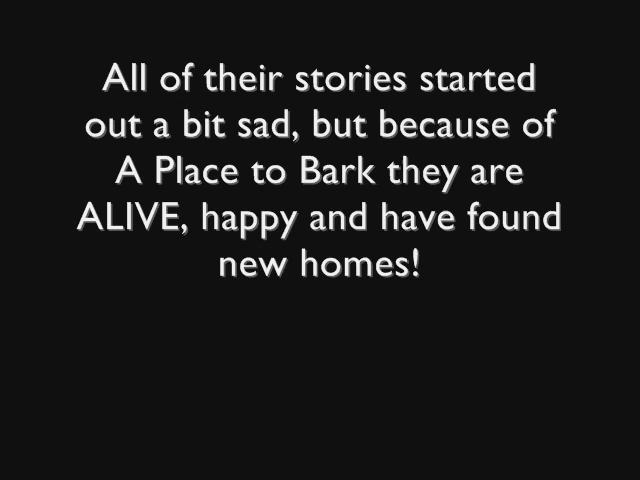 All of their stories started
out a bit sad, but because of
A Place to Bark they are
ALIVE, happy and have found
new homes!